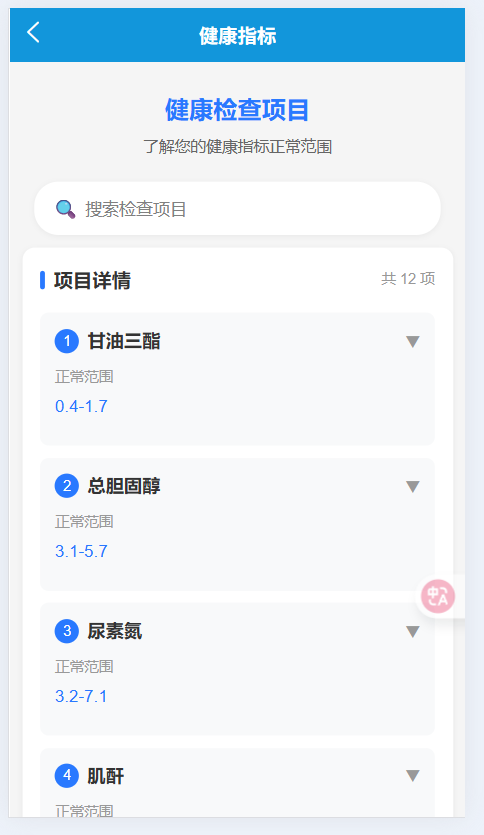 健康指标
健康检查项目
了解您的健康指标正常范围
搜索检查项目
项目详情
共 12 项
1 甘油三酯
正常范围
0.4-1.7
2 总胆固醇
正常范围
3.1-5.7
3 尿素氮
正常范围
3.2-7.1
中A
4 肌酐
正常范围